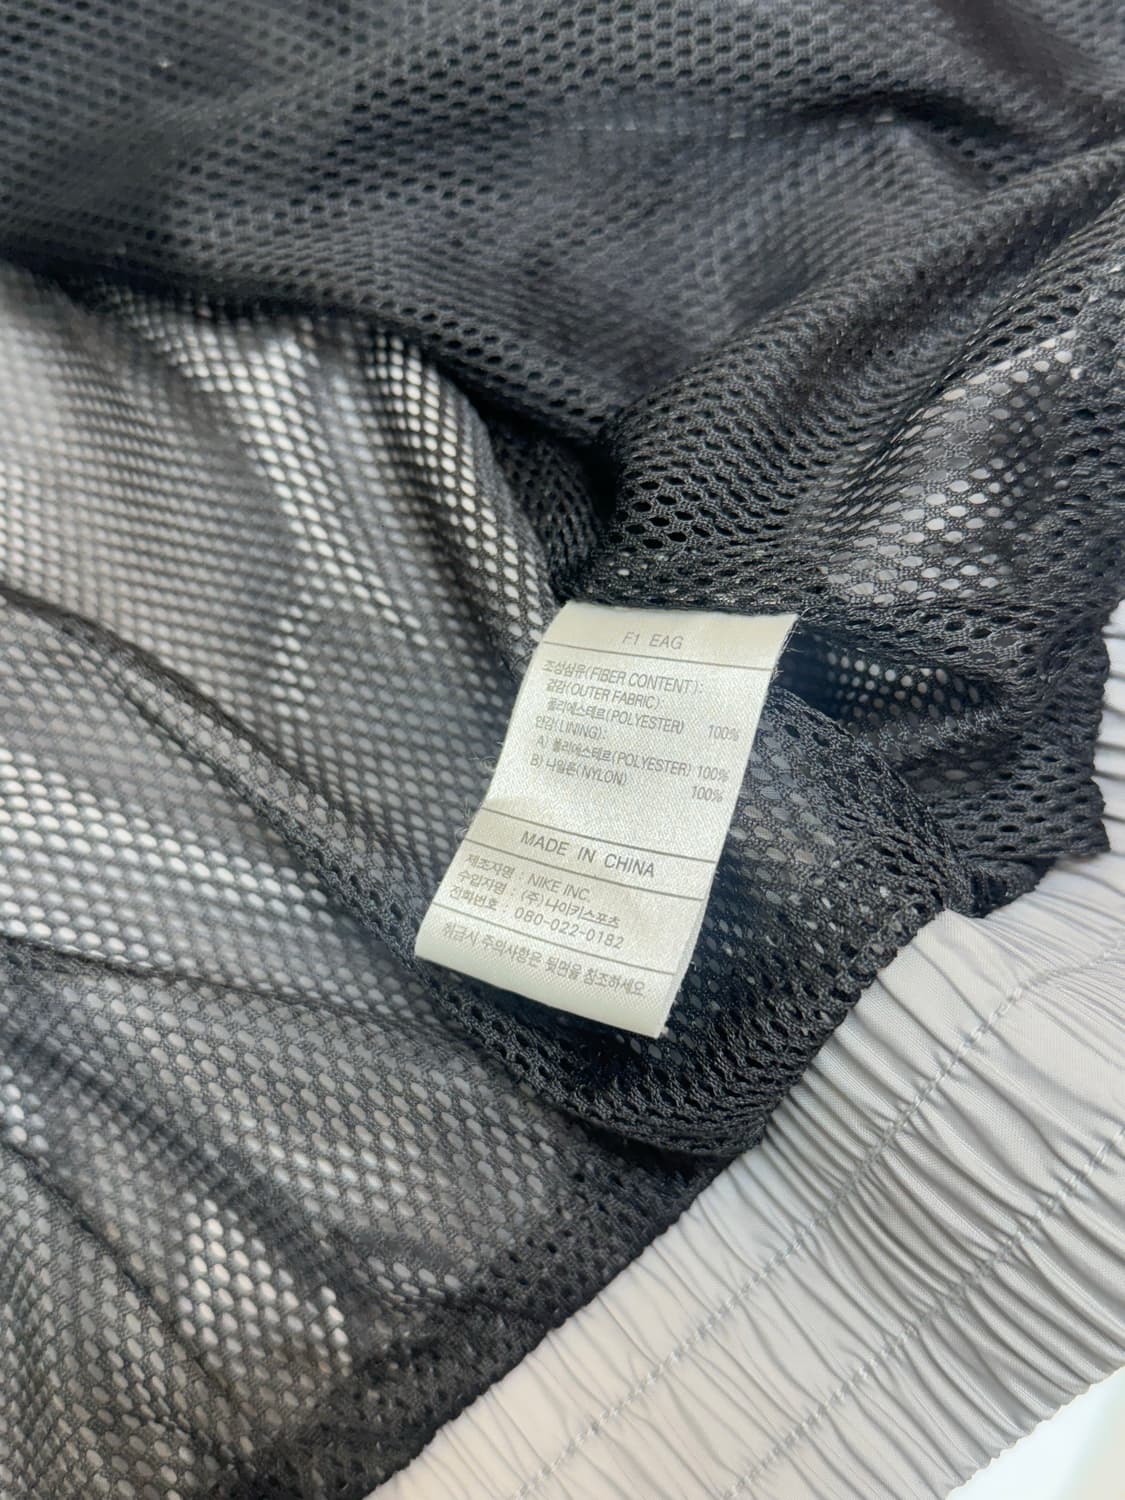 F1 EAG
조성섬유(FIBER CONTENT):
겉감(OUTER FABRIC):
폴리에스테르(POLYESTER) 100%
안감(LINING):
A) 폴리에스테르(POLYESTER) 100%
B) 나일론(NYLON) 100%
MADE IN CHINA
제조자명 : NIKE INC.
수입자명 : (주)나이키스포츠
전화번호 : 080-022-0182
취급시 주의사항은 뒷면을 참조하세요.